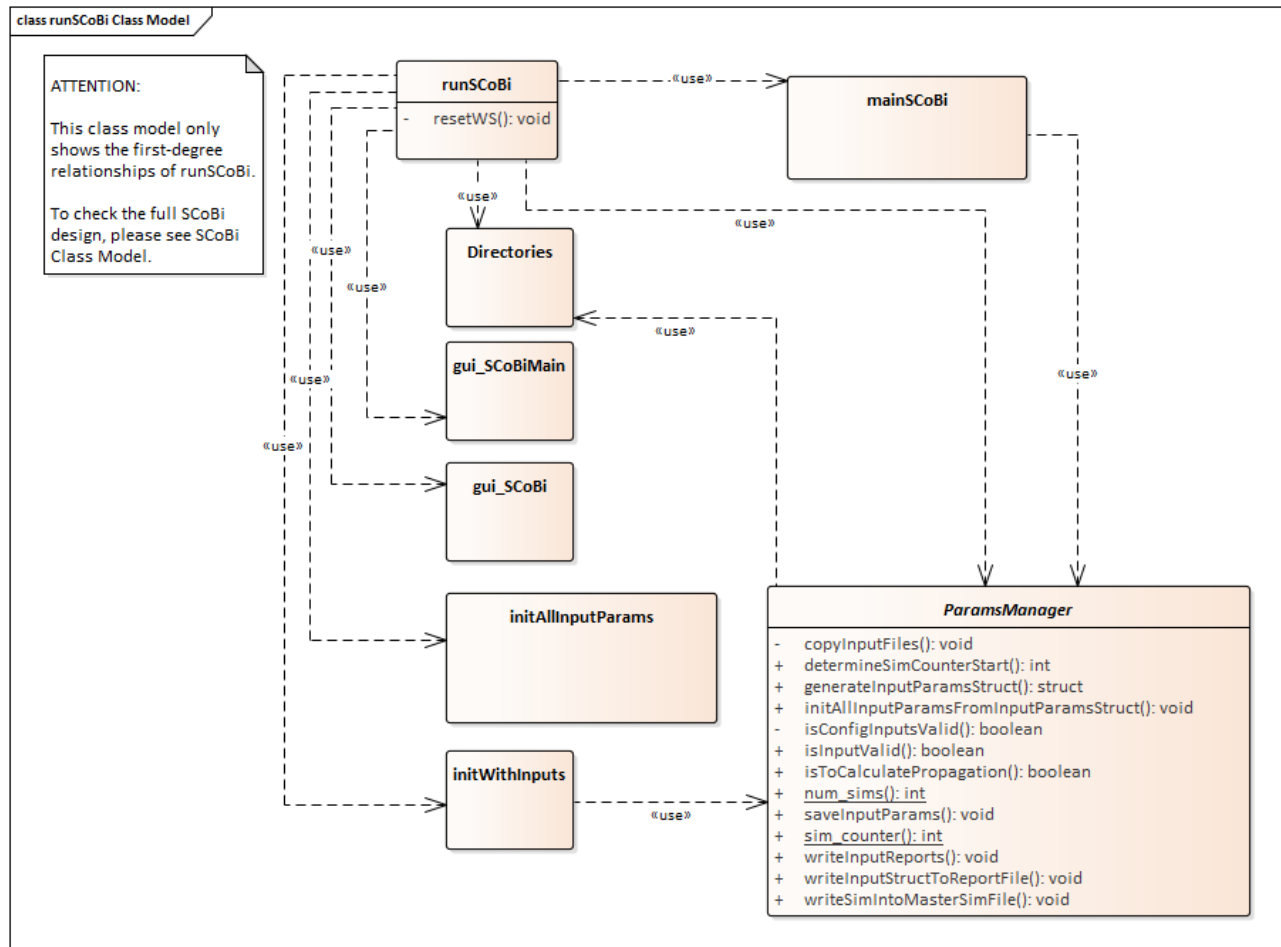 class runSCoBi Class Model
ATTENTION:
This class model only
shows the first-degree
relationships of runSCoBi.
To check the full SCoBi
design, please see SCoBi
Class Model.
runSCoBi
- resetWS(): void
«use»
mainSCoBi
«use»
Directories
«use»
«use»
«use»
«use»
gui_SCoBiMain
«use»
«use»
«use»
gui_SCoBi
initAllInputParams
initWithInputs
«use»
ParamsManager
- copyInputFiles(): void
+ determineSimCounterStart(): int
+ generateInputParamsStruct(): struct
+ initAllInputParamsFromInputParamsStruct(): void
- isConfigInputsValid(): boolean
+ isInputValid(): boolean
+ isToCalculatePropagation(): boolean
+ num_sims(): int
+ saveInputParams(): void
+ sim_counter(): int
+ writeInputReports(): void
+ writeInputStructToReportFile(): void
+ writeSimIntoMasterSimFile(): void